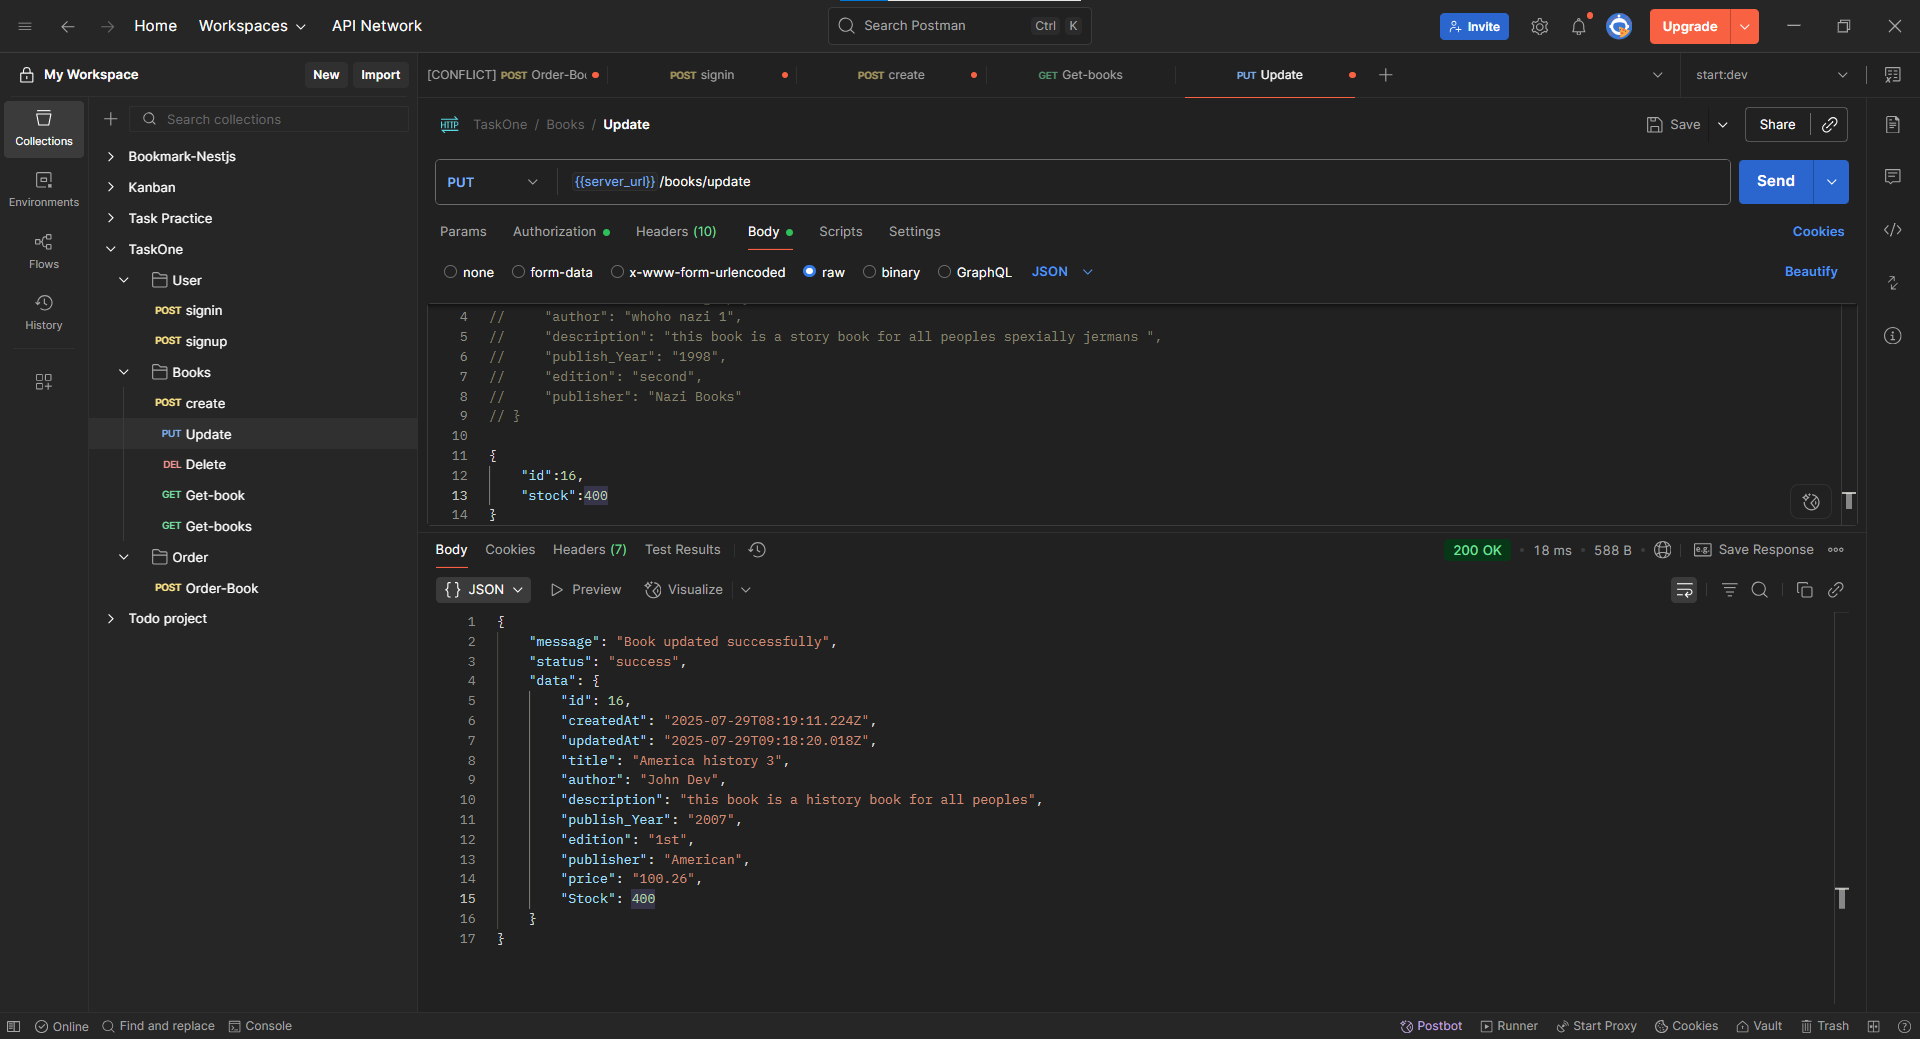 Home Workspaces API Network Search Postman Ctrl K Invite Upgrade
My Workspace New Import
[CONFLICT] POST Order-Boo POST signin POST create GET Get-books PUT Update start:dev
Collections
Environments
Flows
History
Search collections
Bookmark-Nestjs
Kanban
Task Practice
TaskOne
User
POST signin
POST signup
Books
POST create
PUT Update
DEL Delete
GET Get-book
GET Get-books
Order
POST Order-Book
Todo project
HTTP TaskOne / Books / Update Save Share
PUT {{server_url}} /books/update Send
Params Authorization Headers (10) Body Scripts Settings Cookies
none form-data x-www-form-urlencoded raw binary GraphQL JSON Beautify
4 // "author": "whoho nazi 1",
5 // "description": "this book is a story book for all peoples spexially jermans ",
6 // "publish_Year": "1998",
7 // "edition": "second",
8 // "publisher": "Nazi Books"
9 // }
10
11 {
12 "id":16,
13 "stock":400
14 }
Body Cookies Headers (7) Test Results 200 OK 18 ms 588 B e.g. Save Response
{} JSON Preview Visualize
1 {
2 "message": "Book updated successfully",
3 "status": "success",
4 "data": {
5 "id": 16,
6 "createdAt": "2025-07-29T08:19:11.224Z",
7 "updatedAt": "2025-07-29T09:18:20.018Z",
8 "title": "America history 3",
9 "author": "John Dev",
10 "description": "this book is a history book for all peoples",
11 "publish_Year": "2007",
12 "edition": "1st",
13 "publisher": "American",
14 "price": "100.26",
15 "Stock": 400
16 }
17 }
Online Find and replace Console Postbot Runner Start Proxy Cookies Vault Trash